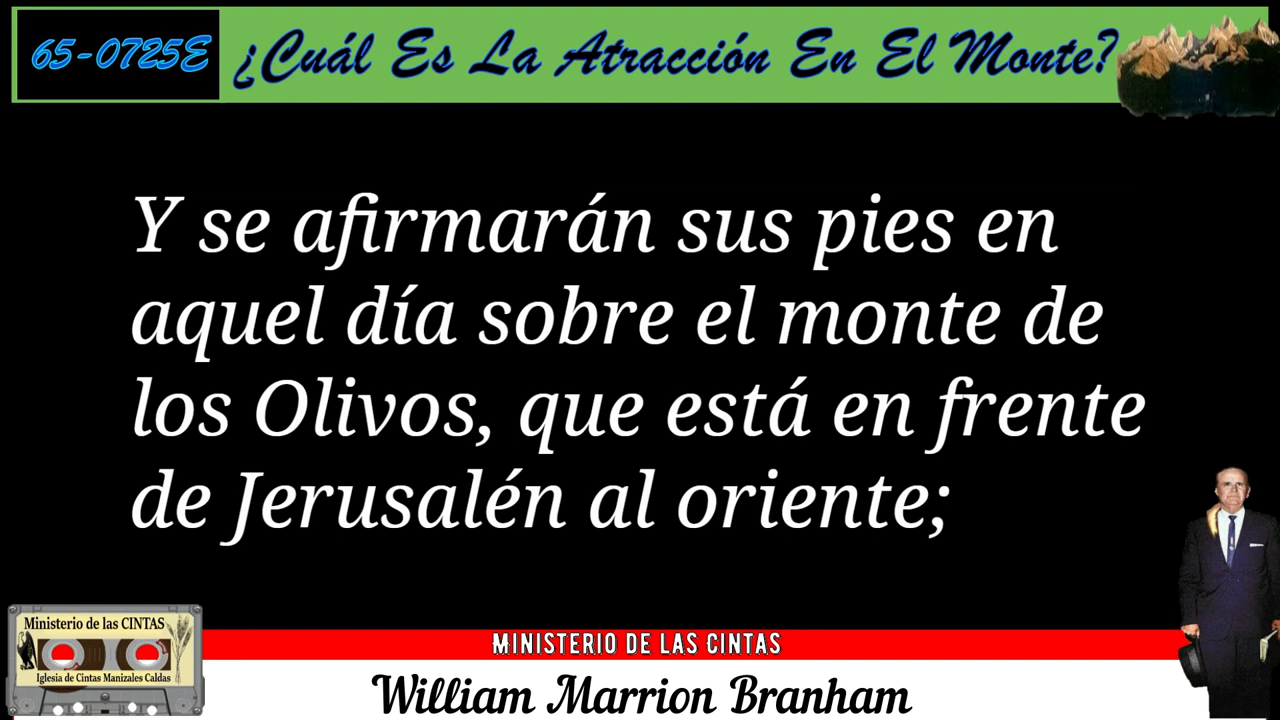 65-0725E ¿Cuál Es La Atracción En El Monte?
Y se afirmarán sus pies en
aquel día sobre el monte de
los Olivos, que está en frente
de Jerusalén al oriente;
Ministerio de las CINTAS
Iglesia de Cintas Manizales Caldas
MINISTERIO DE LAS CINTAS
William Marrion Branham